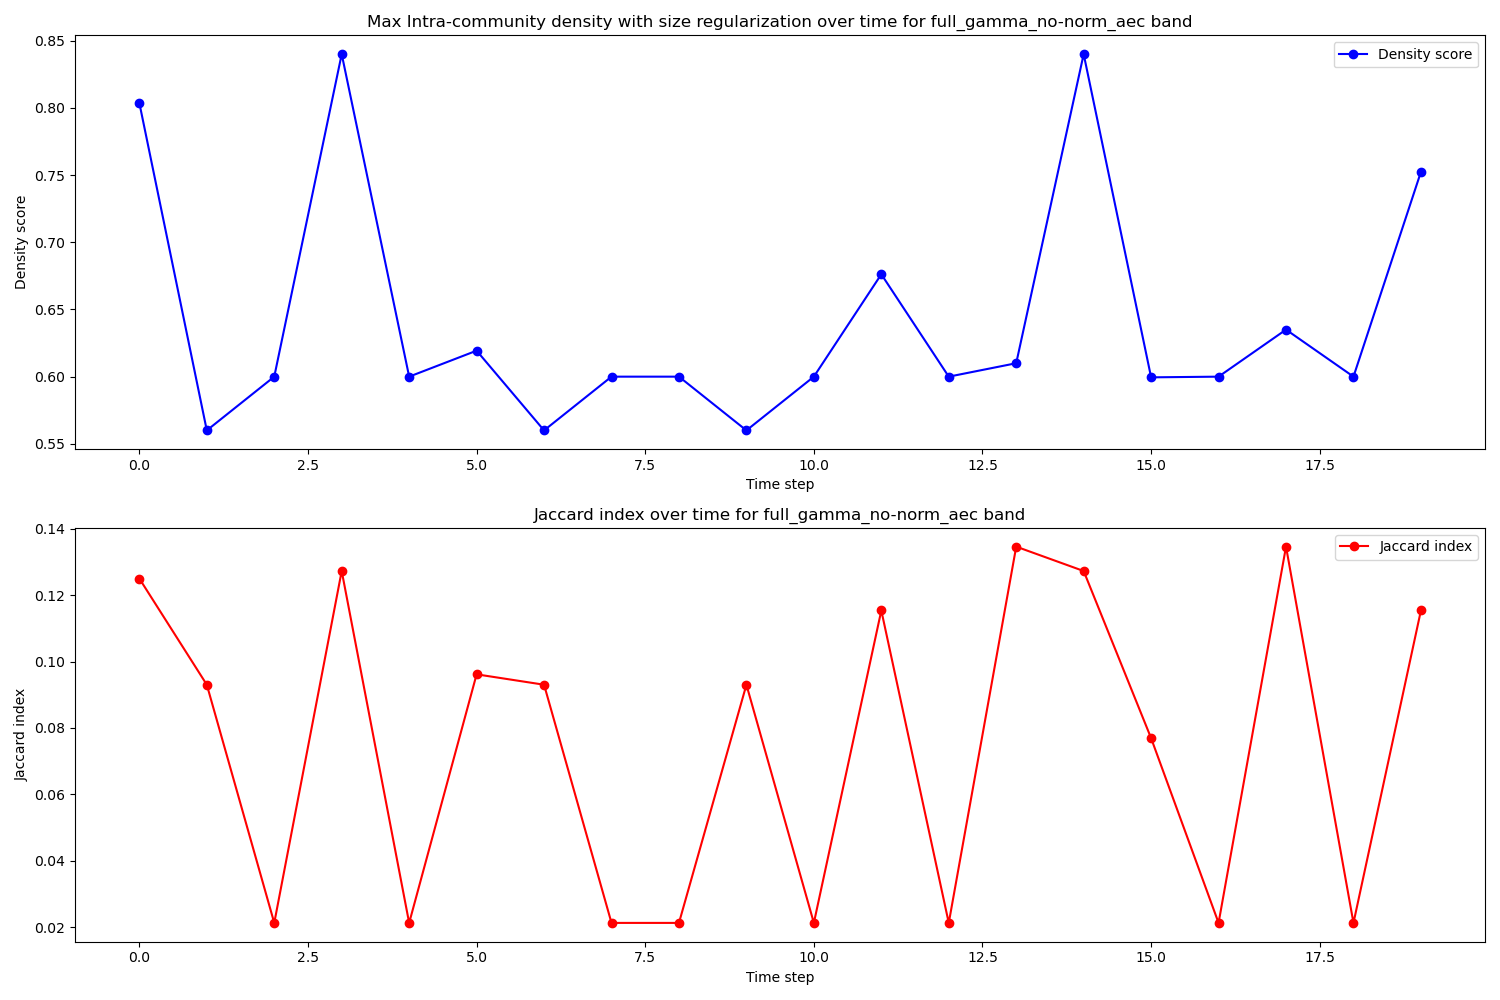 Max Intra-community density with size regularization over time for full_gamma_no-norm_aec band
Density score
0.85
0.80
0.75
0.70
0.65
0.60
0.55
Density score
0.0 2.5 5.0 7.5 10.0 12.5 15.0 17.5
Time step
Jaccard index over time for full_gamma_no-norm_aec band
Jaccard index
0.14
0.12
0.10
0.08
0.06
0.04
0.02
Jaccard index
0.0 2.5 5.0 7.5 10.0 12.5 15.0 17.5
Time step